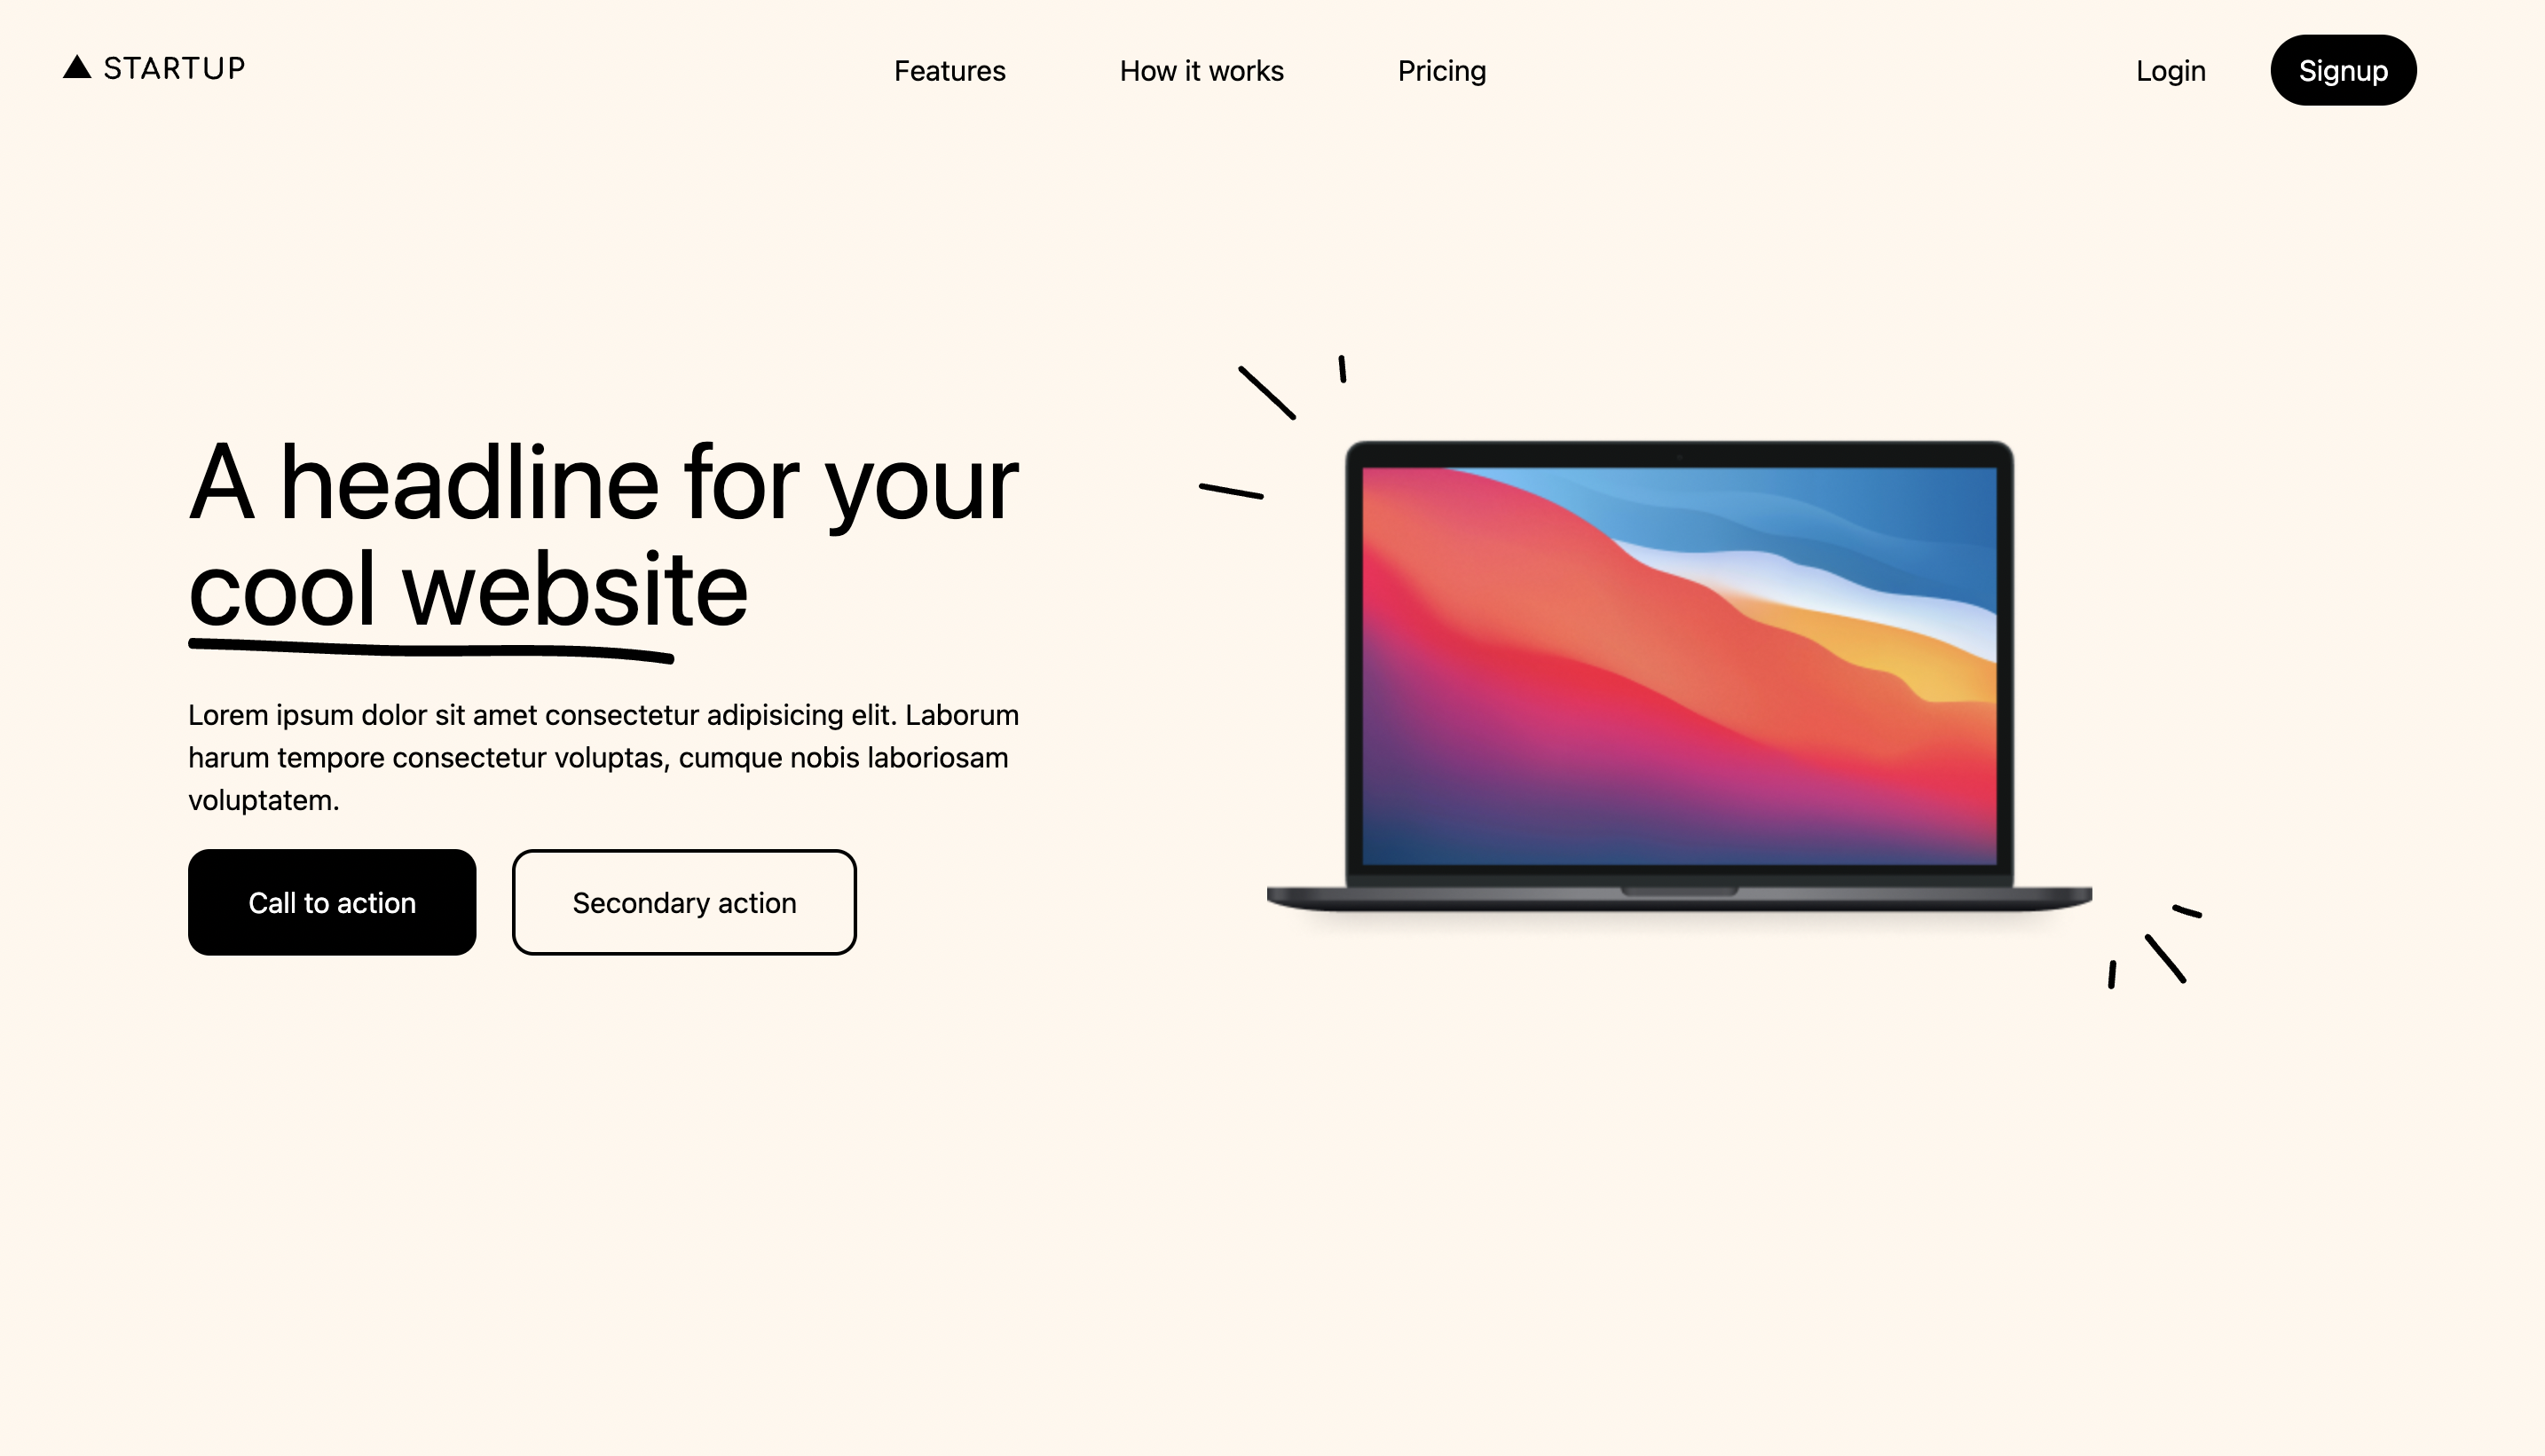 STARTUP
Features
How it works
Pricing
Login
Signup
A headline for your
cool website
Lorem ipsum dolor sit amet consectetur adipisicing elit. Laborum
harum tempore consectetur voluptas, cumque nobis laboriosam
voluptatem.
Call to action
Secondary action